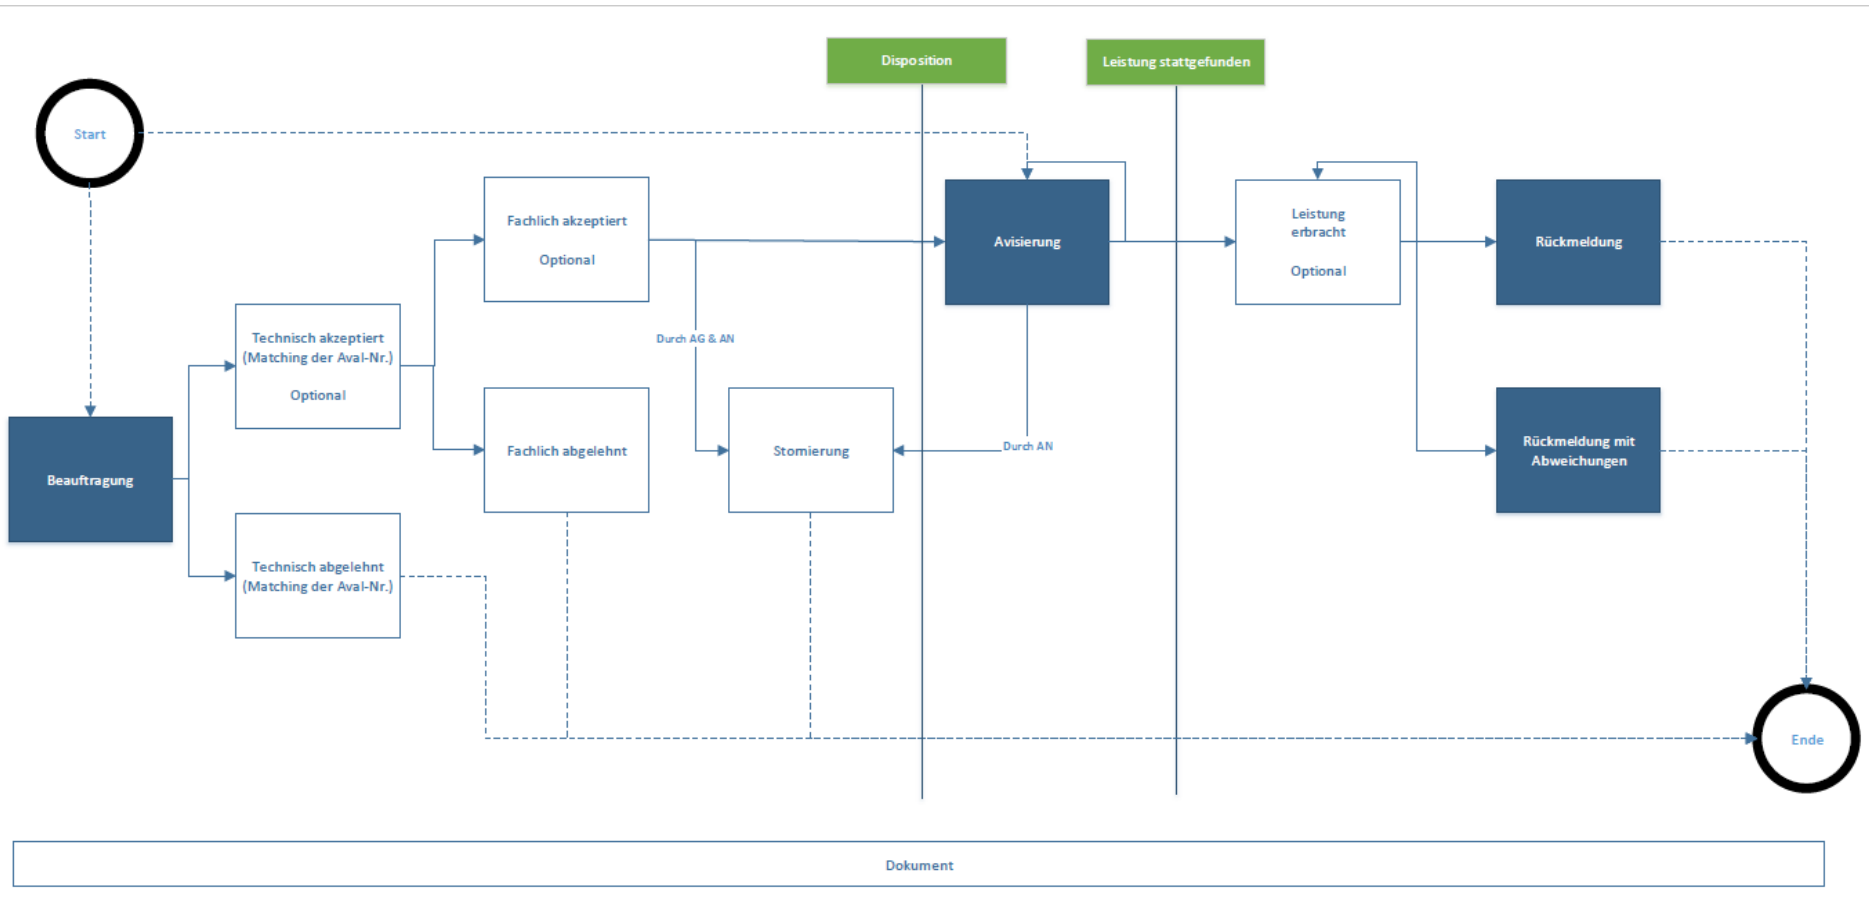 Disposition
Leistung stattgefunden
Start
Fachlich akzeptiert
Optional
Avisierung
Leistung
erbracht
Optional
Rückmeldung
Technisch akzeptiert
(Matching der Aval-Nr.)
Optional
Durch AG & AN
Fachlich abgelehnt
Stornierung
Durch AN
Rückmeldung mit
Abweichungen
Beauftragung
Technisch abgelehnt
(Matching der Aval-Nr.)
Ende
Dokument